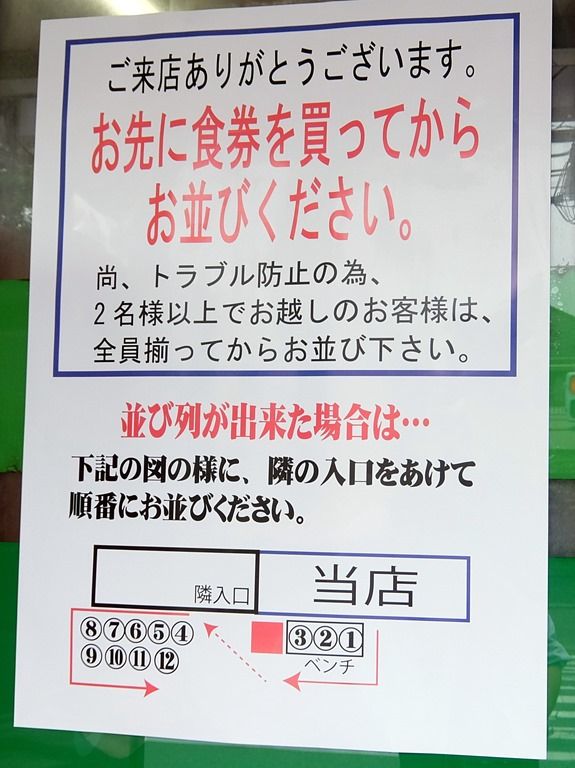 ご来店ありがとうございます。
お先に食券を買ってから
お並びください。
尚、トラブル防止の為、
2名様以上でお越しのお客様は、
全員揃ってからお並び下さい。
並び列が出来た場合は…
下記の図の様に、隣の入口をあけて
順番にお並びください。
隣入口
当店
⑧⑦⑥⑤④
③②①
⑨⑩⑪⑫
ベンチ